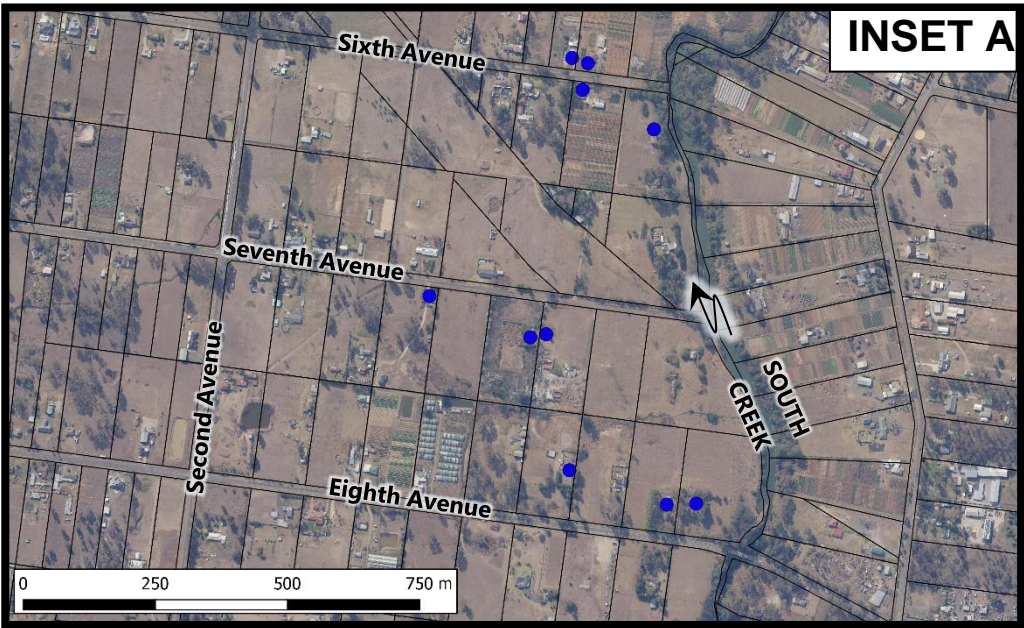 INSET A
Sixth Avenue
Seventh Avenue
Second Avenue
SOUTH
CREEK
Eighth Avenue
0 250 500 750 m